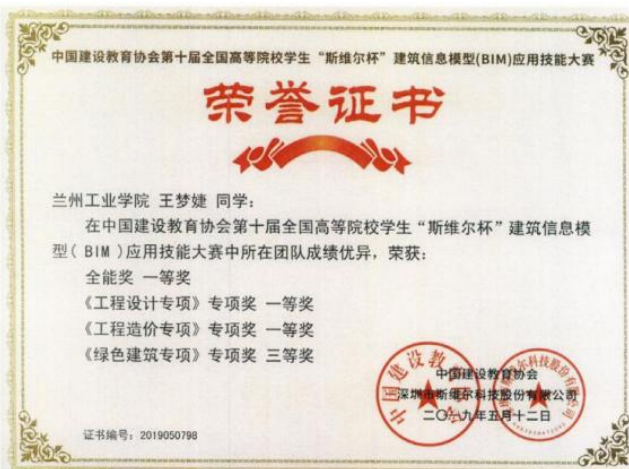 中国建设教育协会第十届全国高等院校学生“斯维尔杯”建筑信息模型(BIM)应用技能大赛
荣誉证书
兰州工业学院 王梦婕 同学:
在中国建设教育协会第十届全国高等院校学生“斯维尔杯”建筑信息模
型( BIM )应用技能大赛中所在团队成绩优异, 荣获:
全能奖 一等奖
《工程设计专项》专项奖 一等奖
《工程造价专项》专项奖 一等奖
《绿色建筑专项》专项奖 三等奖
中国建设教育协会
深圳市斯维尔科技股份有限公司
二〇一九年五月十二日
证书编号: 2019050798